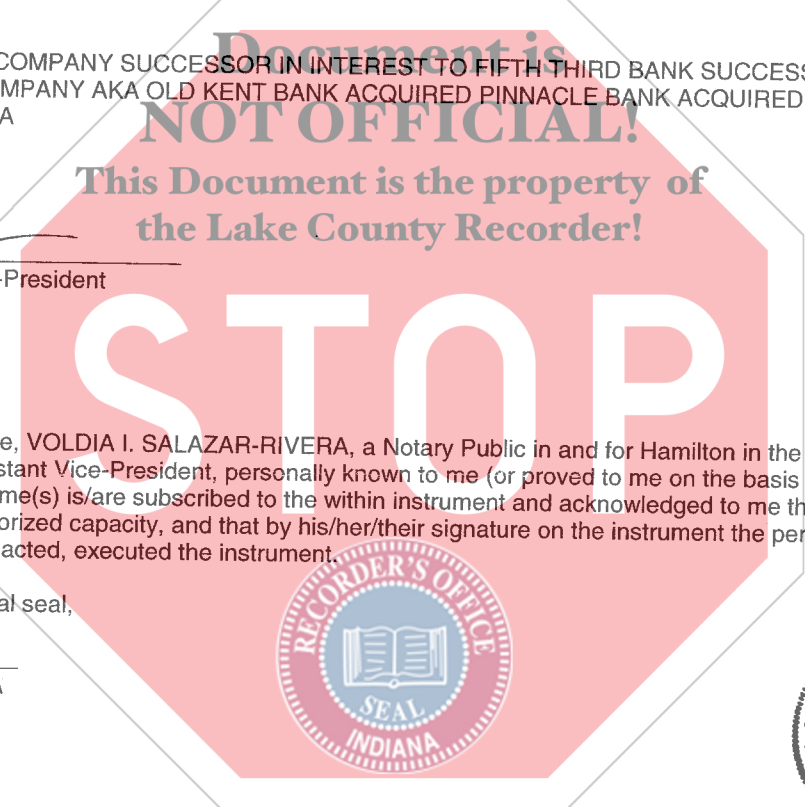 Document is
COMPANY SUCCESSOR IN INTEREST TO FIFTH THIRD BANK SUCCESS
MPANY AKA OLD KENT BANK ACQUIRED PINNACLE BANK ACQUIRED
A
NOT OFFICIAL!
This Document is the property of
the Lake County Recorder!
-President
STOP
e, VOLDIA I. SALAZAR-RIVERA, a Notary Public in and for Hamilton in the
stant Vice-President, personally known to me (or proved to me on the basis
me(s) is/are subscribed to the within instrument and acknowledged to me th
orized capacity, and that by his/her/their signature on the instrument the per
acted, executed the instrument.
al seal,
A
RECORDER'S OFFICE
SEAL
INDIANA